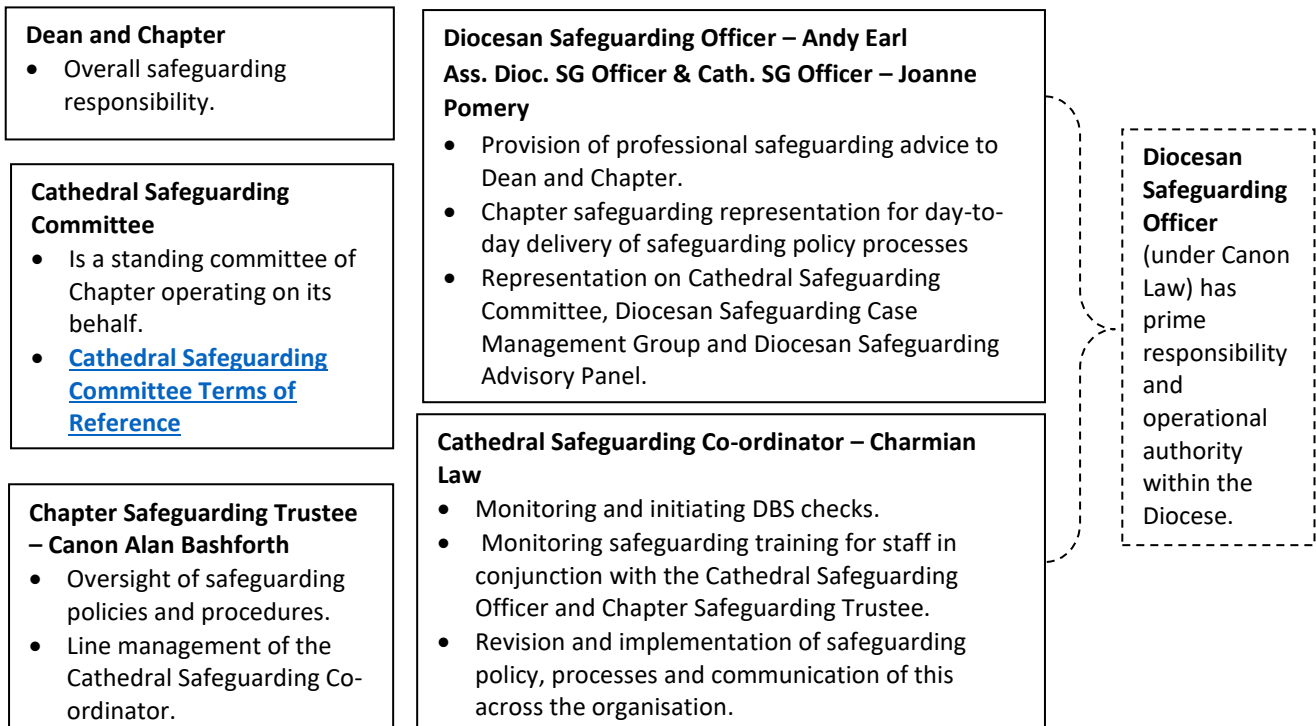 Dean and Chapter
• Overall safeguarding
responsibility.
Cathedral Safeguarding
Committee
• Is a standing committee of
Chapter operating on its
behalf.
• Cathedral Safeguarding
Committee Terms of
Reference
Chapter Safeguarding Trustee
– Canon Alan Bashforth
• Oversight of safeguarding
policies and procedures.
• Line management of the
Cathedral Safeguarding Co-
ordinator.
Diocesan Safeguarding Officer – Andy Earl
Ass. Dioc. SG Officer & Cath. SG Officer – Joanne
Pomery
• Provision of professional safeguarding advice to
Dean and Chapter.
• Chapter safeguarding representation for day-to-
day delivery of safeguarding policy processes
• Representation on Cathedral Safeguarding
Committee, Diocesan Safeguarding Case
Management Group and Diocesan Safeguarding
Advisory Panel.
Cathedral Safeguarding Co-ordinator – Charmian
Law
• Monitoring and initiating DBS checks.
• Monitoring safeguarding training for staff in
conjunction with the Cathedral Safeguarding
Officer and Chapter Safeguarding Trustee.
• Revision and implementation of safeguarding
policy, processes and communication of this
across the organisation.
Diocesan
Safeguarding
Officer
(under Canon
Law) has
prime
responsibility
and
operational
authority
within the
Diocese.